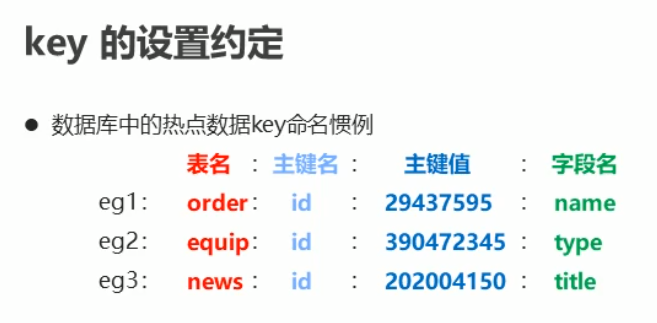 key 的设置约定
● 数据库中的热点数据key命名惯例
表名 : 主键名 : 主键值 : 字段名
eg1: order : id : 29437595 : name
eg2: equip : id : 390472345 : type
eg3: news : id : 202004150 : title